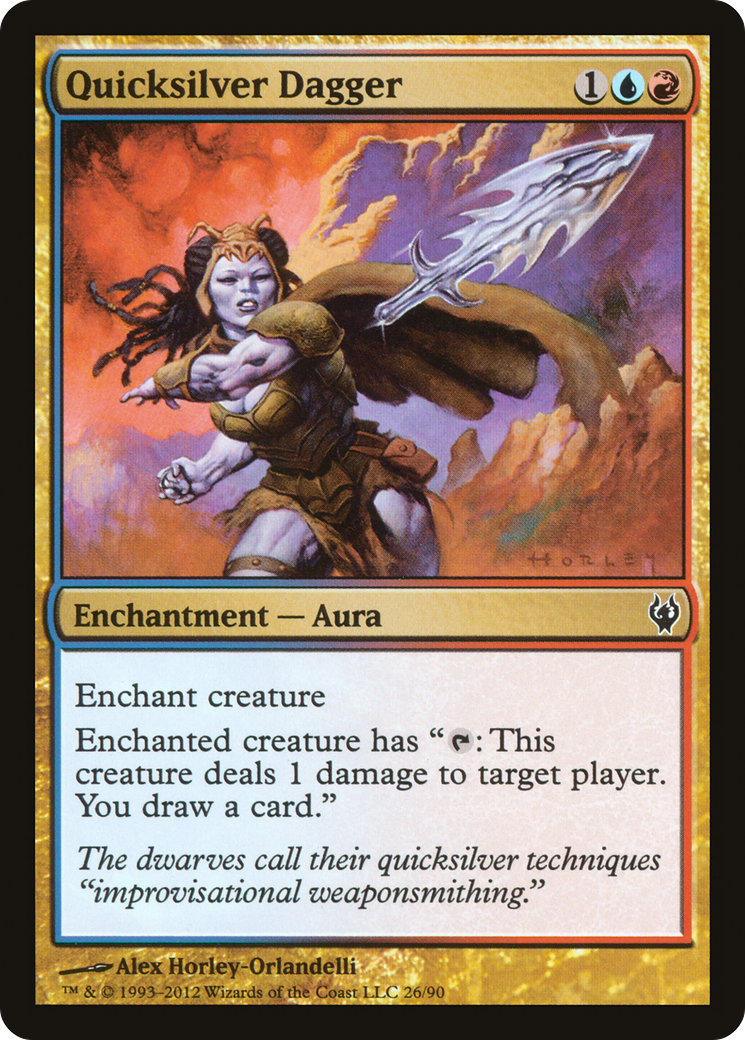 Quicksilver Dagger
1
HORLEY
Enchantment — Aura
Enchant creature
Enchanted creature has “: This
creature deals 1 damage to target player.
You draw a card.”
The dwarves call their quicksilver techniques
“improvisational weaponsmithing.”
Alex Horley-Orlandelli
™ & © 1993–2012 Wizards of the Coast LLC 26/90